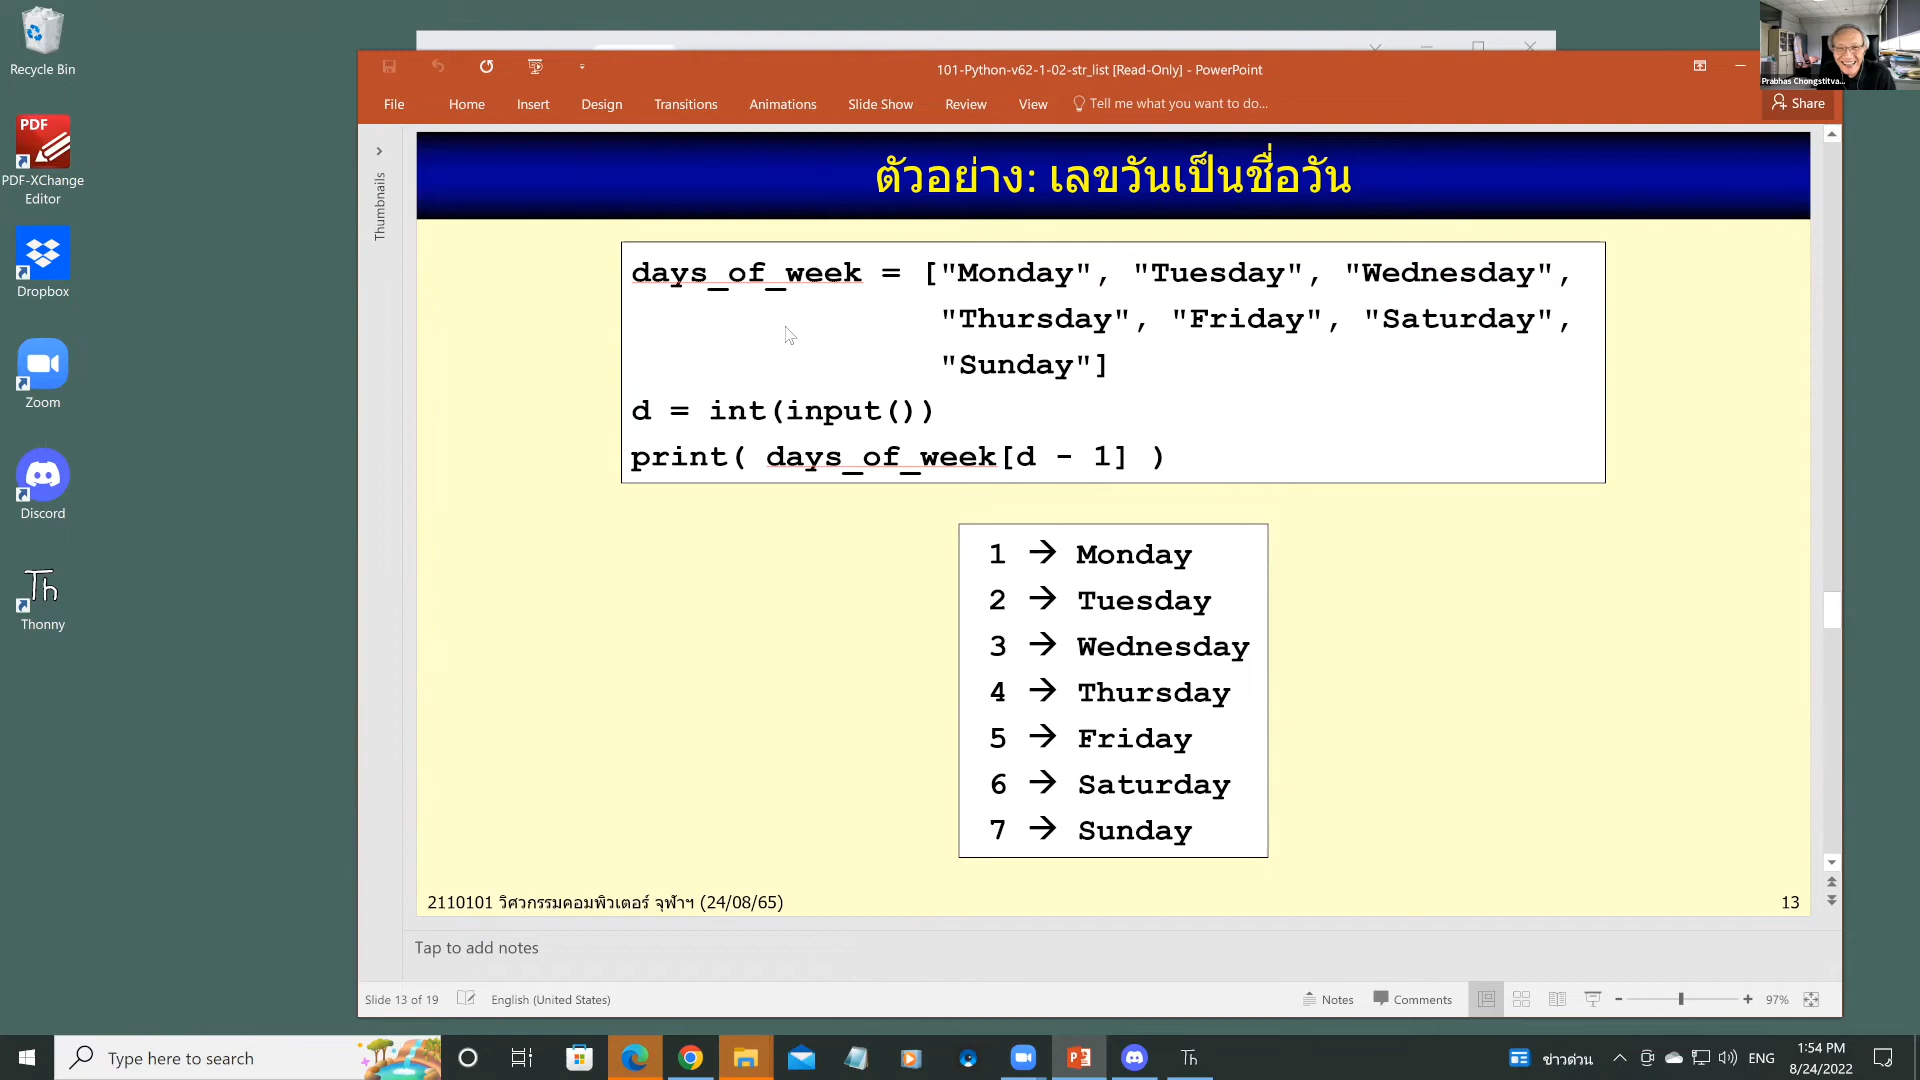 Recycle Bin
PDF
PDF-XChange
Editor
Dropbox
Zoom
Discord
Th
Thonny
101-Python-v62-1-02-str_list [Read-Only] - PowerPoint
File Home Insert Design Transitions Animations Slide Show Review View Tell me what you want to do...
Prabhas Chongstitva...
Share
Thumbnails
ตัวอย่าง: เลขวันเป็นชื่อวัน
days_of_week = ["Monday", "Tuesday", "Wednesday",
"Thursday", "Friday", "Saturday",
"Sunday"]
d = int(input())
print( days_of_week[d - 1] )
1 → Monday
2 → Tuesday
3 → Wednesday
4 → Thursday
5 → Friday
6 → Saturday
7 → Sunday
2110101 วิศวกรรมคอมพิวเตอร์ จุฬาฯ (24/08/65)
13
Tap to add notes
Slide 13 of 19 English (United States) Notes Comments 97%
Type here to search
Th
ข่าวด่วน
ENG
1:54 PM
8/24/2022